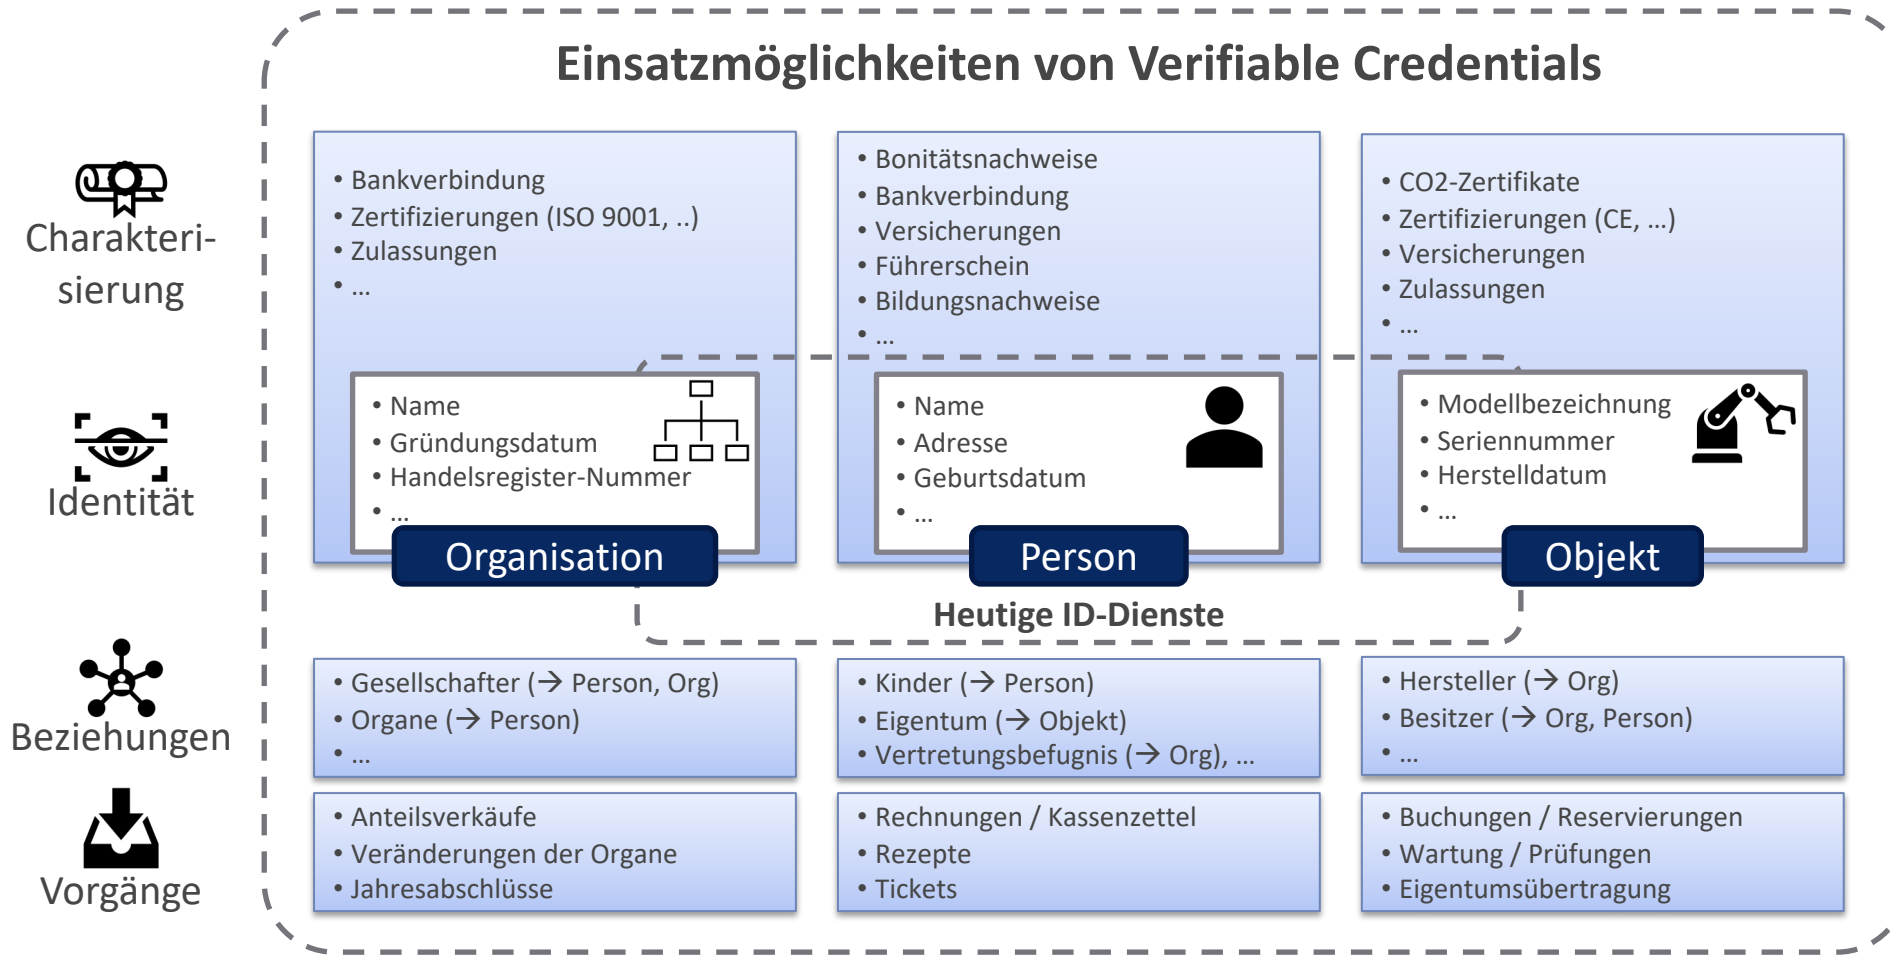 Einsatzmöglichkeiten von Verifiable Credentials
Charakteri-
sierung
• Bankverbindung
• Zertifizierungen (ISO 9001, ..)
• Zulassungen
• ...
• Bonitätsnachweise
• Bankverbindung
• Versicherungen
• Führerschein
• Bildungsnachweise
• ...
• CO2-Zertifikate
• Zertifizierungen (CE, ...)
• Versicherungen
• Zulassungen
• ...
Identität
• Name
• Gründungsdatum
• Handelsregister-Nummer
• ...
Organisation
• Name
• Adresse
• Geburtsdatum
• ...
Person
• Modellbezeichnung
• Seriennummer
• Herstelldatum
• ...
Objekt
Heutige ID-Dienste
Beziehungen
• Gesellschafter (→ Person, Org)
• Organe (→ Person)
• ...
• Kinder (→ Person)
• Eigentum (→ Objekt)
• Vertretungsbefugnis (→ Org), ...
• Hersteller (→ Org)
• Besitzer (→ Org, Person)
• ...
Vorgänge
• Anteilsverkäufe
• Veränderungen der Organe
• Jahresabschlüsse
• Rechnungen / Kassenzettel
• Rezepte
• Tickets
• Buchungen / Reservierungen
• Wartung / Prüfungen
• Eigentumsübertragung